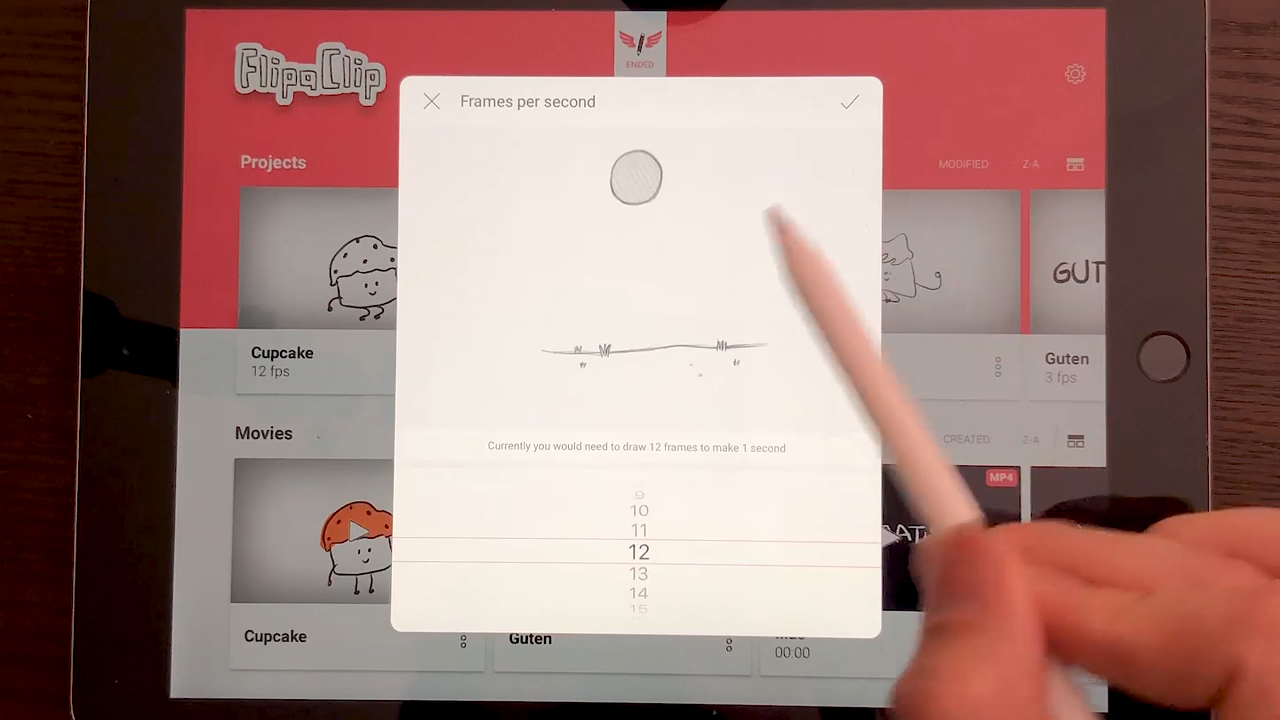 FlipaClip
ENDED
Frames per second
Projects
MODIFIED
Z-A
GUT
Cupcake
12 fps
Guten
3 fps
Currently you would need to draw 12 frames to make 1 second
Movies
CREATED
Z-A
MP4
9
10
11
12
13
14
15
Cupcake
Guten
00:00